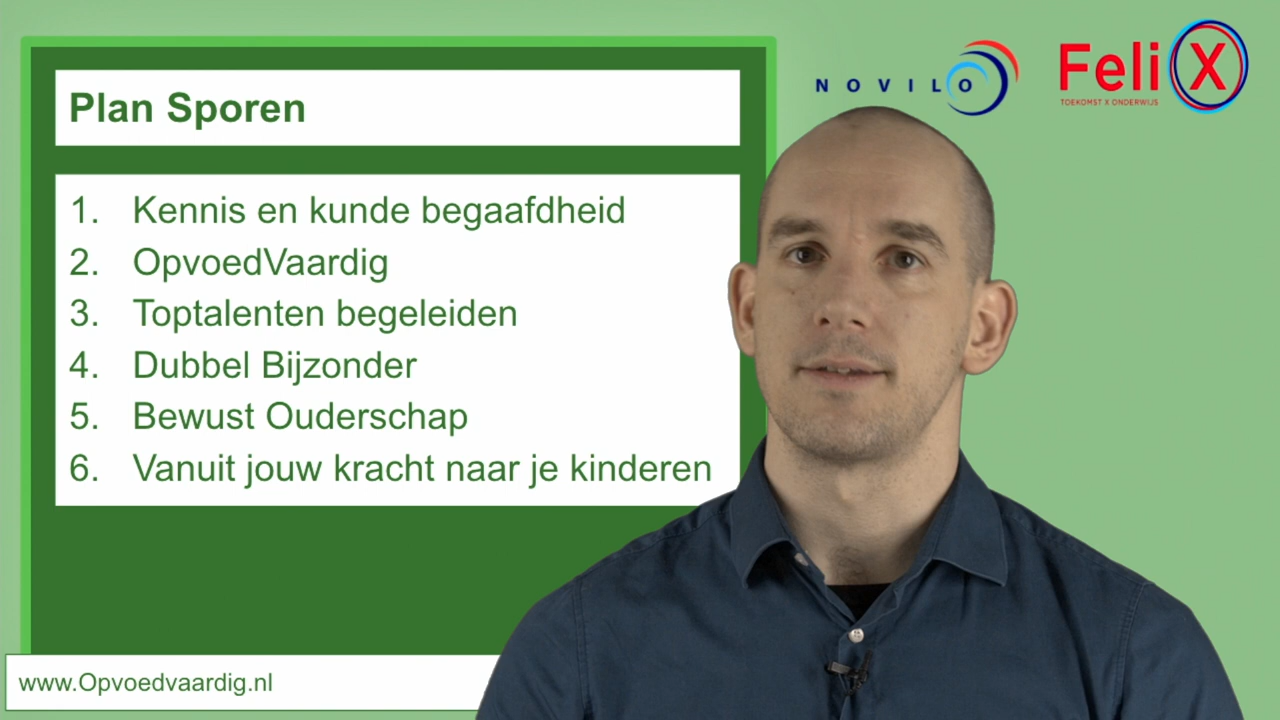 Plan Sporen
1. Kennis en kunde begaafdheid
2. OpvoedVaardig
3. Toptalenten begeleiden
4. Dubbel Bijzonder
5. Bewust Ouderschap
6. Vanuit jouw kracht naar je kinderen
www.Opvoedvaardig.nl
NOVILO
FeliX
TOEKOMST X ONDERWIJS